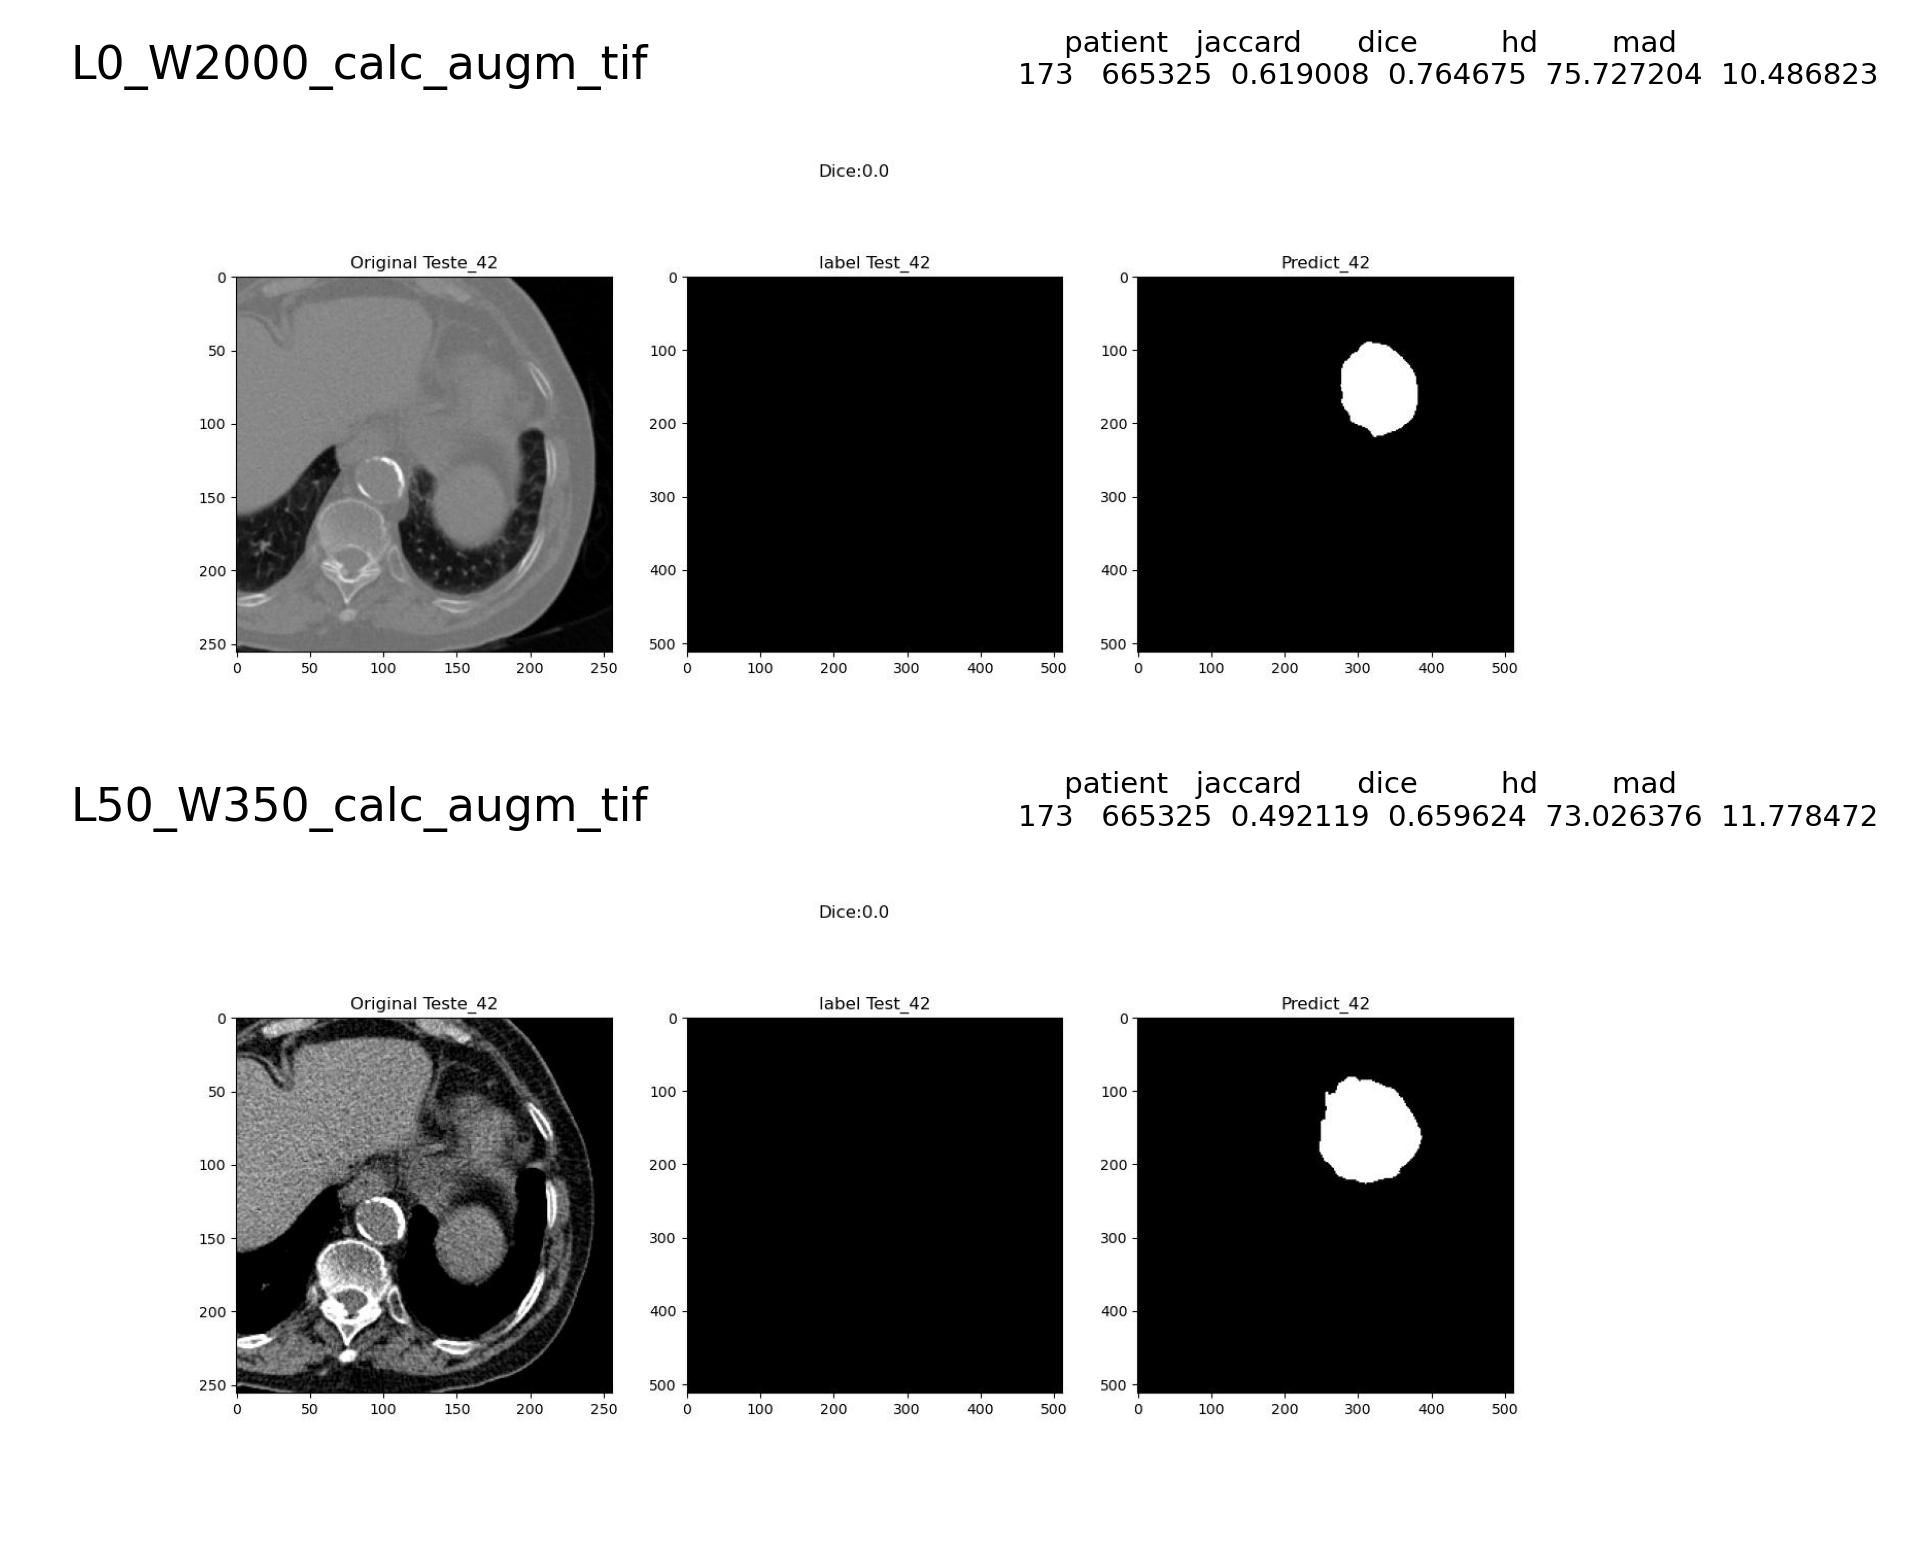 L0_W2000_calc_augm_tif
patient jaccard dice hd mad
173 665325 0.619008 0.764675 75.727204 10.486823
Dice:0.0
Original Teste_42
label Test_42
Predict_42
0
50
100
150
200
250
0 50 100 150 200 250
0
100
200
300
400
500
0 100 200 300 400 500
0
100
200
300
400
500
0 100 200 300 400 500
L50_W350_calc_augm_tif
patient jaccard dice hd mad
173 665325 0.492119 0.659624 73.026376 11.778472
Dice:0.0
Original Teste_42
label Test_42
Predict_42
0
50
100
150
200
250
0 50 100 150 200 250
0
100
200
300
400
500
0 100 200 300 400 500
0
100
200
300
400
500
0 100 200 300 400 500